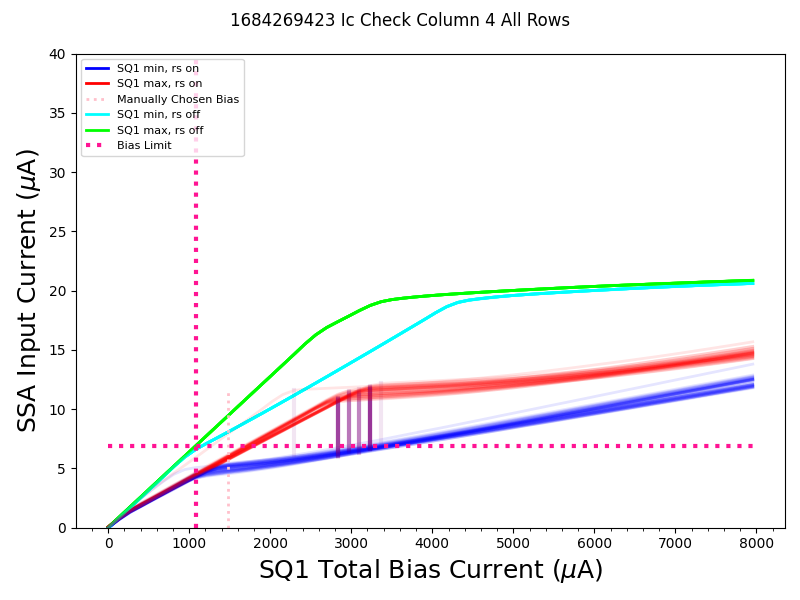 1684269423 Ic Check Column 4 All Rows
40
35
30
25
20
15
10
5
0
SSA Input Current (μA)
SQ1 min, rs on
SQ1 max, rs on
Manually Chosen Bias
SQ1 min, rs off
SQ1 max, rs off
Bias Limit
0 1000 2000 3000 4000 5000 6000 7000 8000
SQ1 Total Bias Current (μA)